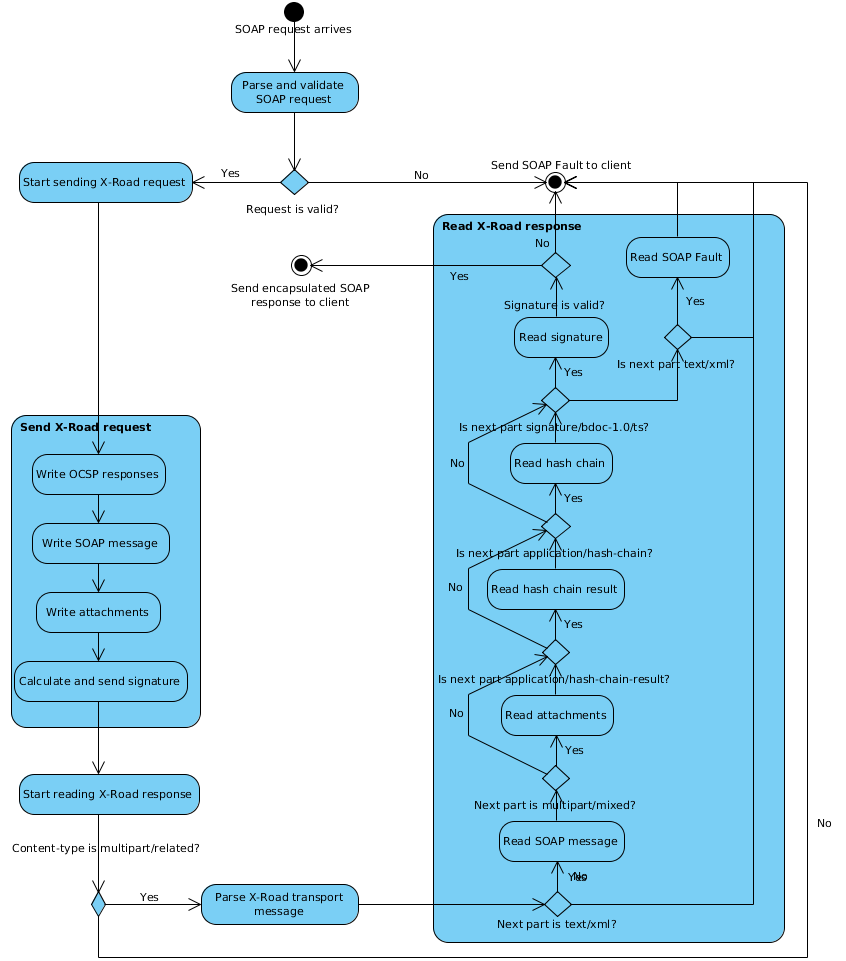 SOAP request arrives
Parse and validate
SOAP request
Send SOAP Fault to client
Yes
No
Start sending X-Road request
Request is valid?
Read X-Road response
No
Read SOAP Fault
Yes
Send encapsulated SOAP
response to client
Signature is valid?
Yes
Read signature
Is next part text/xml?
Yes
Send X-Road request
Is next part signature/bdoc-1.0/ts?
No
Read hash chain
Write OCSP responses
Yes
Write SOAP message
Is next part application/hash-chain?
No
Read hash chain result
Write attachments
Yes
Calculate and send signature
Is next part application/hash-chain-result?
No
Read attachments
Yes
Start reading X-Road response
Next part is multipart/mixed?
No
Read SOAP message
Content-type is multipart/related?
Yes
No
Yes
Parse X-Road transport
message
Next part is text/xml?